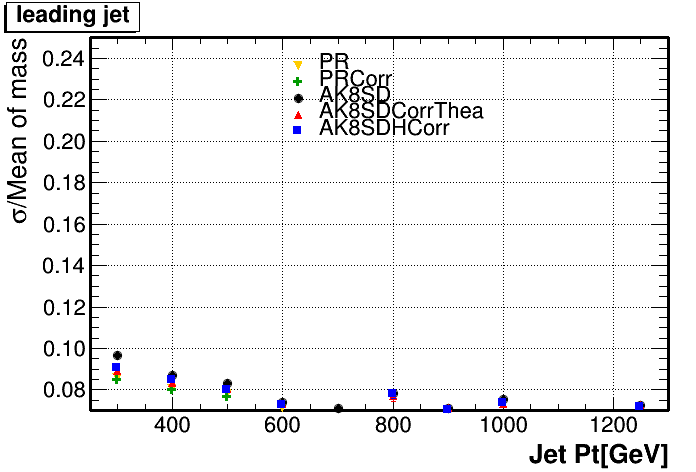 leading jet
σ/Mean of mass
0.24
0.22
0.20
0.18
0.16
0.14
0.12
0.10
0.08
PR
PRCorr
AK8SD
AK8SDCorrThea
AK8SDHCorr
400 600 800 1000 1200
Jet Pt[GeV]